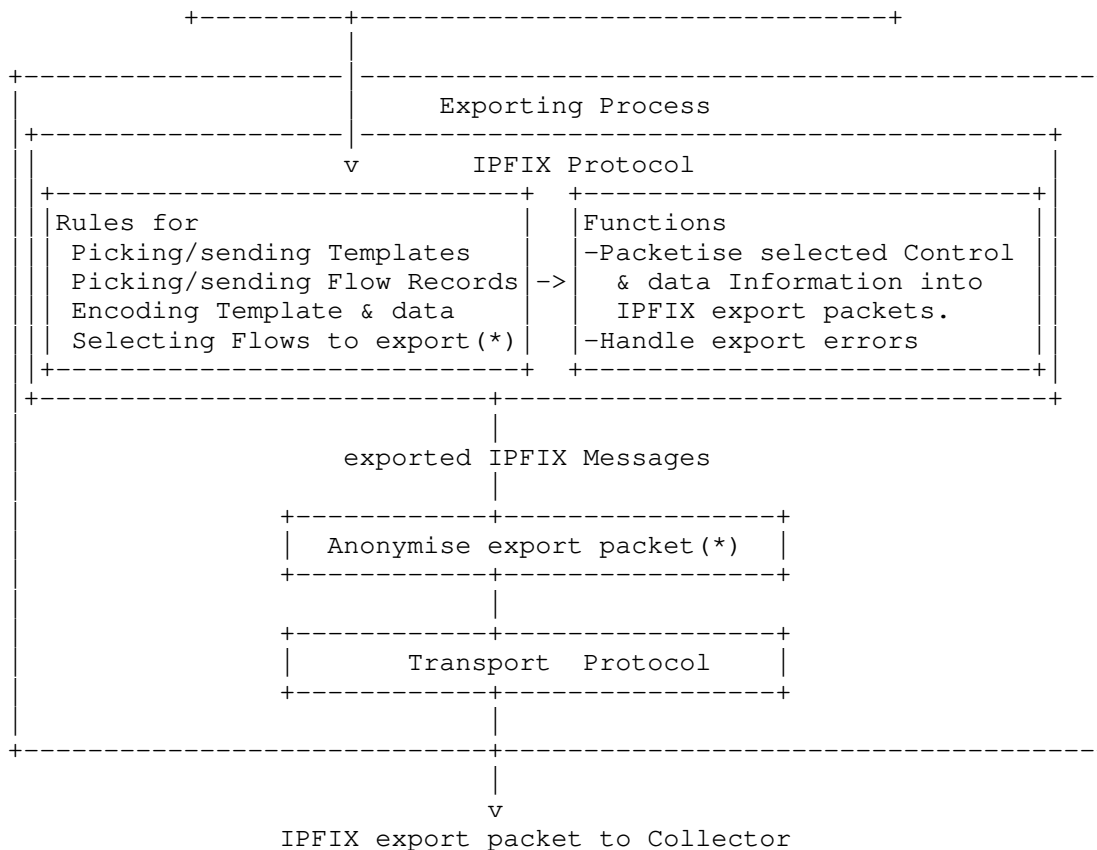 Exporting Process
IPFIX Protocol
Rules for
Picking/sending Templates
Picking/sending Flow Records
Encoding Template & data
Selecting Flows to export(*)
->
Functions
-Packetise selected Control
& data Information into
IPFIX export packets.
-Handle export errors
exported IPFIX Messages
Anonymise export packet(*)
Transport Protocol
v
IPFIX export packet to Collector